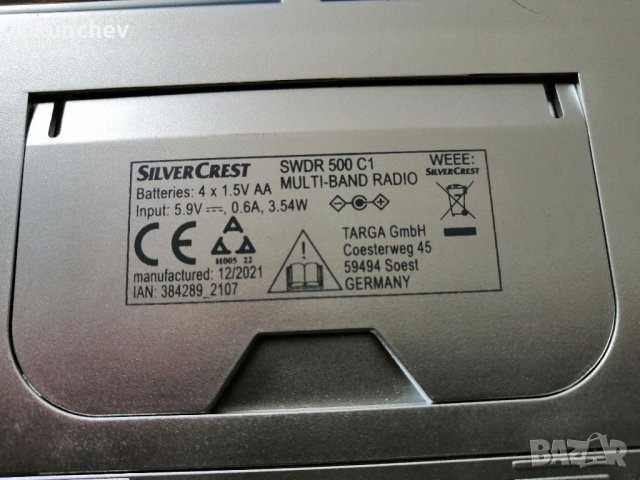 SILVERCREST SWDR 500 C1 WEEE:
Batteries: 4 x 1.5V AA MULTI-BAND RADIO SILVERCREST
Input: 5.9V ⎓, 0.6A, 3.54W
CE
H005 22
TARGA GmbH
Coesterweg 45
59494 Soest
GERMANY
manufactured: 12/2021
IAN: 384289_2107
BAZAR